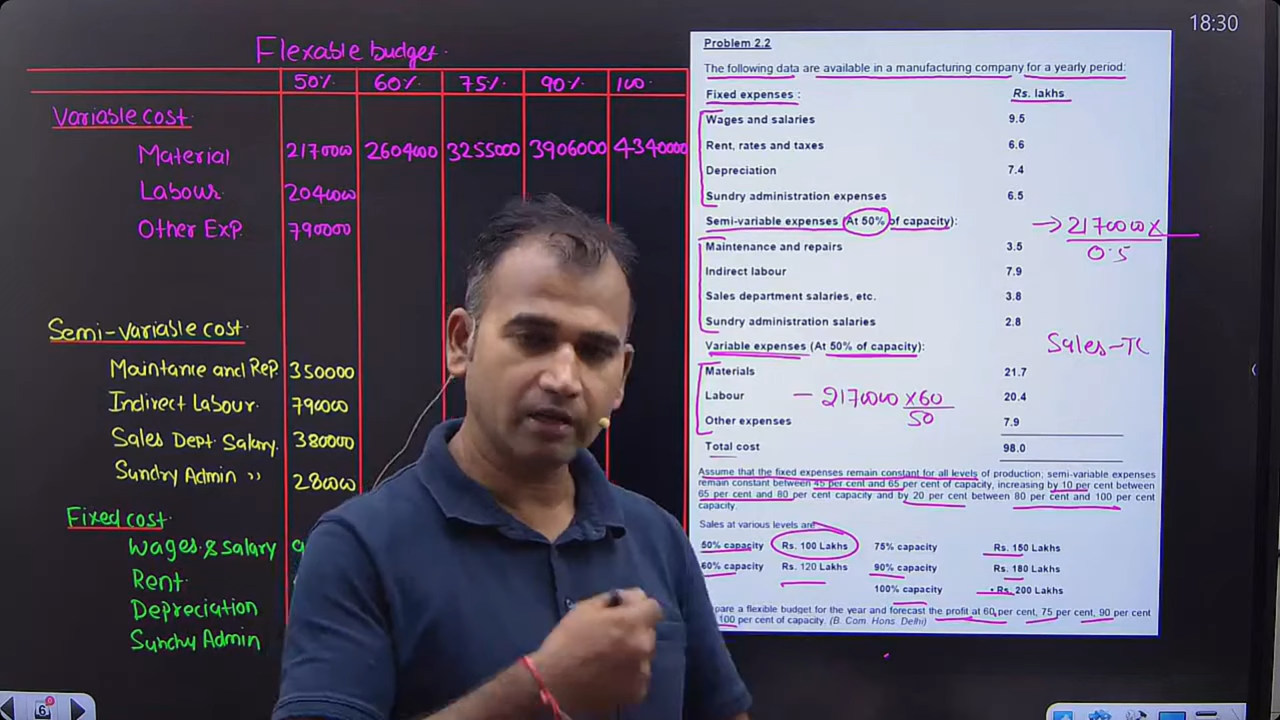 18:30
Flexable budget.
50% 60% 75% 90% 100.
Variable cost.
Material 2170000 2604000 3255000 3906000 4340000
Labour 2040000
Other Exp. 790000
Semi-variable cost.
Maintance and Rep 350000
Indirect Labour. 790000
Sales Dept Salary. 380000
Sundry Admin ,, 280000
Fixed cost.
Wages & Salary 9
Rent.
Depreciation
Sundry Admin
Problem 2.2
The following data are available in a manufacturing company for a yearly period:
Fixed expenses : Rs. lakhs
Wages and salaries 9.5
Rent, rates and taxes 6.6
Depreciation 7.4
Sundry administration expenses 6.5
Semi-variable expenses (At 50% of capacity):
→ 2170000 ×
0.5
Maintenance and repairs 3.5
Indirect labour 7.9
Sales department salaries, etc. 3.8
Sundry administration salaries 2.8
Variable expenses (At 50% of capacity):
Sales - TC
Materials 21.7
Labour 20.4
— 2170000 × 60
50
Other expenses 7.9
Total cost 98.0
Assume that the fixed expenses remain constant for all levels of production; semi-variable expenses
remain constant between 45 per cent and 65 per cent of capacity, increasing by 10 per cent between
65 per cent and 80 per cent capacity and by 20 per cent between 80 per cent and 100 per cent
capacity.
Sales at various levels are
50% capacity Rs. 100 Lakhs 75% capacity Rs. 150 Lakhs
60% capacity Rs. 120 Lakhs 90% capacity Rs. 180 Lakhs
100% capacity Rs. 200 Lakhs
pare a flexible budget for the year and forecast the profit at 60 per cent, 75 per cent, 90 per cent
100 per cent of capacity. (B. Com. Hons. Delhi)
6